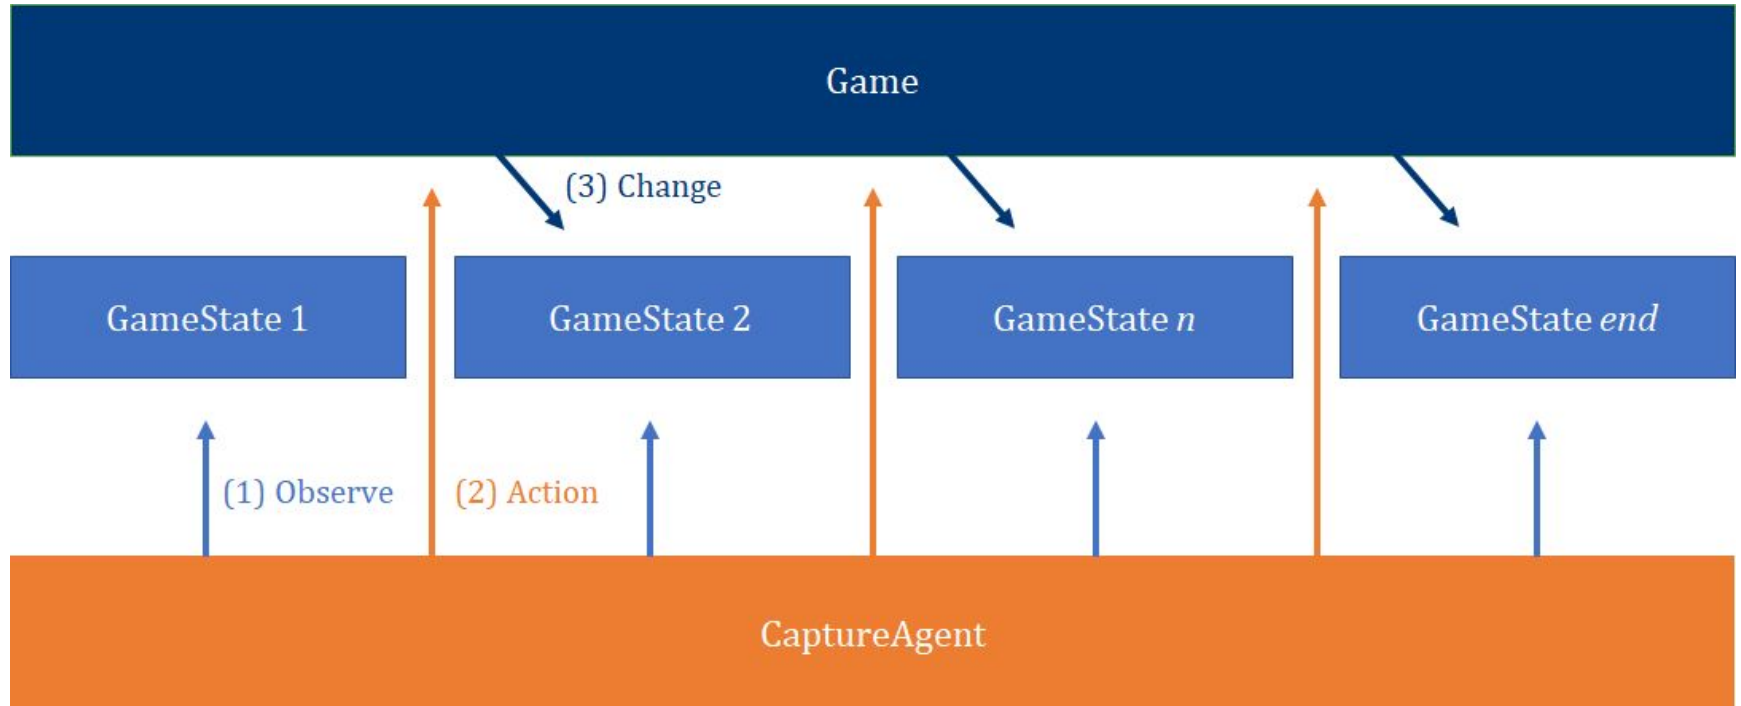 Game
(3) Change
GameState 1
GameState 2
GameState n
GameState end
(1) Observe
(2) Action
CaptureAgent